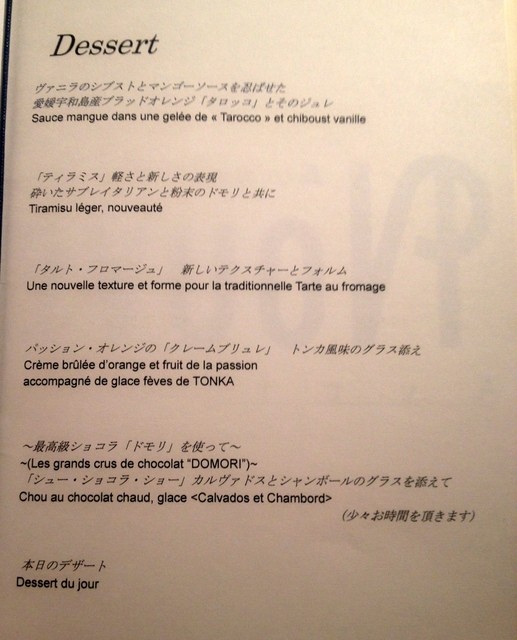 Dessert
ヴァニラのシブストとマンゴーソースを忍ばせた
愛媛宇和島産ブラッドオレンジ「タロッコ」とそのジュレ
Sauce mangue dans une gelée de « Tarocco » et chiboust vanille
「ティラミス」軽さと新しさの表現
砕いたサブレイタリアンと粉末のドモリと共に
Tiramisu léger, nouveauté
「タルト・フロマージュ」 新しいテクスチャーとフォルム
Une nouvelle texture et forme pour la traditionnelle Tarte au fromage
パッション・オレンジの「クレームブリュレ」 トンカ風味のグラス添え
Crème brûlée d'orange et fruit de la passion
accompagné de glace fèves de TONKA
～最高級ショコラ「ドモリ」を使って～
~(Les grands crus de chocolat "DOMORI")~
「シュー・ショコラ・ショー」カルヴァドスとシャンボールのグラスを添えて
Chou au chocolat chaud, glace <Calvados et Chambord>
（少々お時間を頂きます）
本日のデザート
Dessert du jour